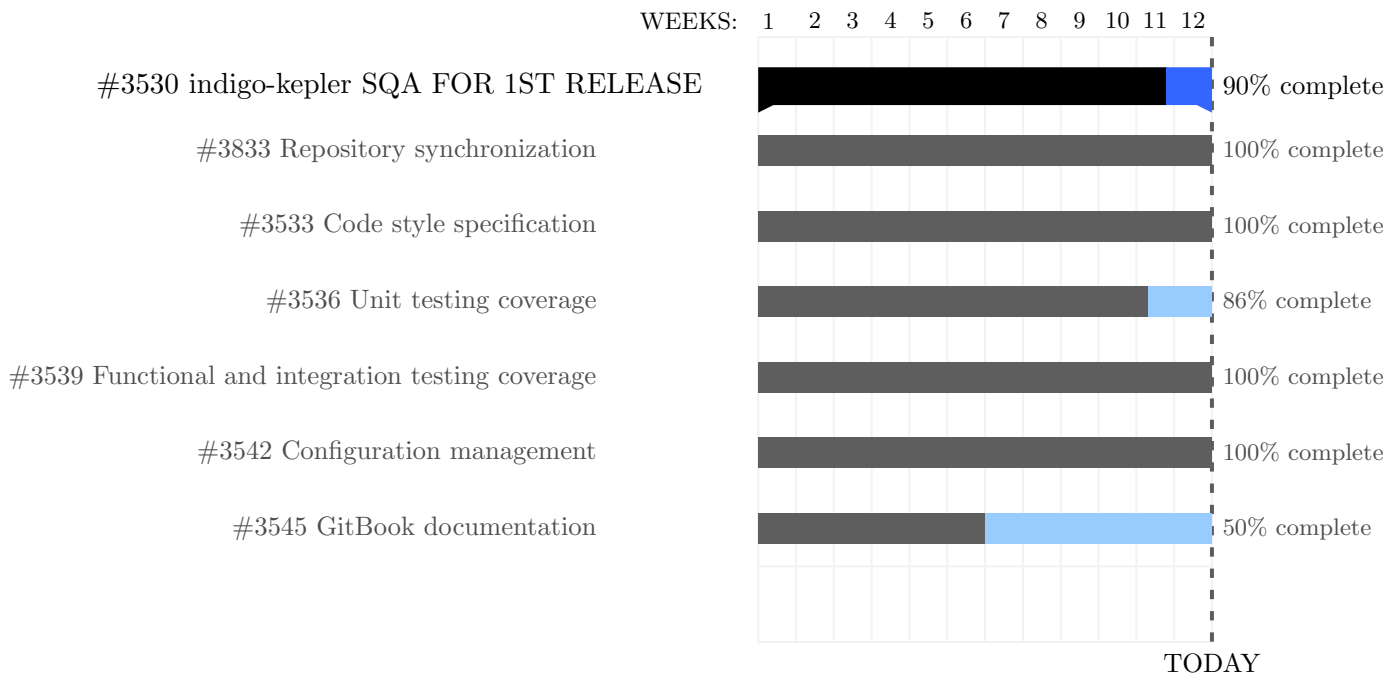 WEEKS: 1 2 3 4 5 6 7 8 9 10 11 12
#3530 indigo-kepler SQA FOR 1ST RELEASE 90% complete
#3833 Repository synchronization 100% complete
#3533 Code style specification 100% complete
#3536 Unit testing coverage 86% complete
#3539 Functional and integration testing coverage 100% complete
#3542 Configuration management 100% complete
#3545 GitBook documentation 50% complete
TODAY